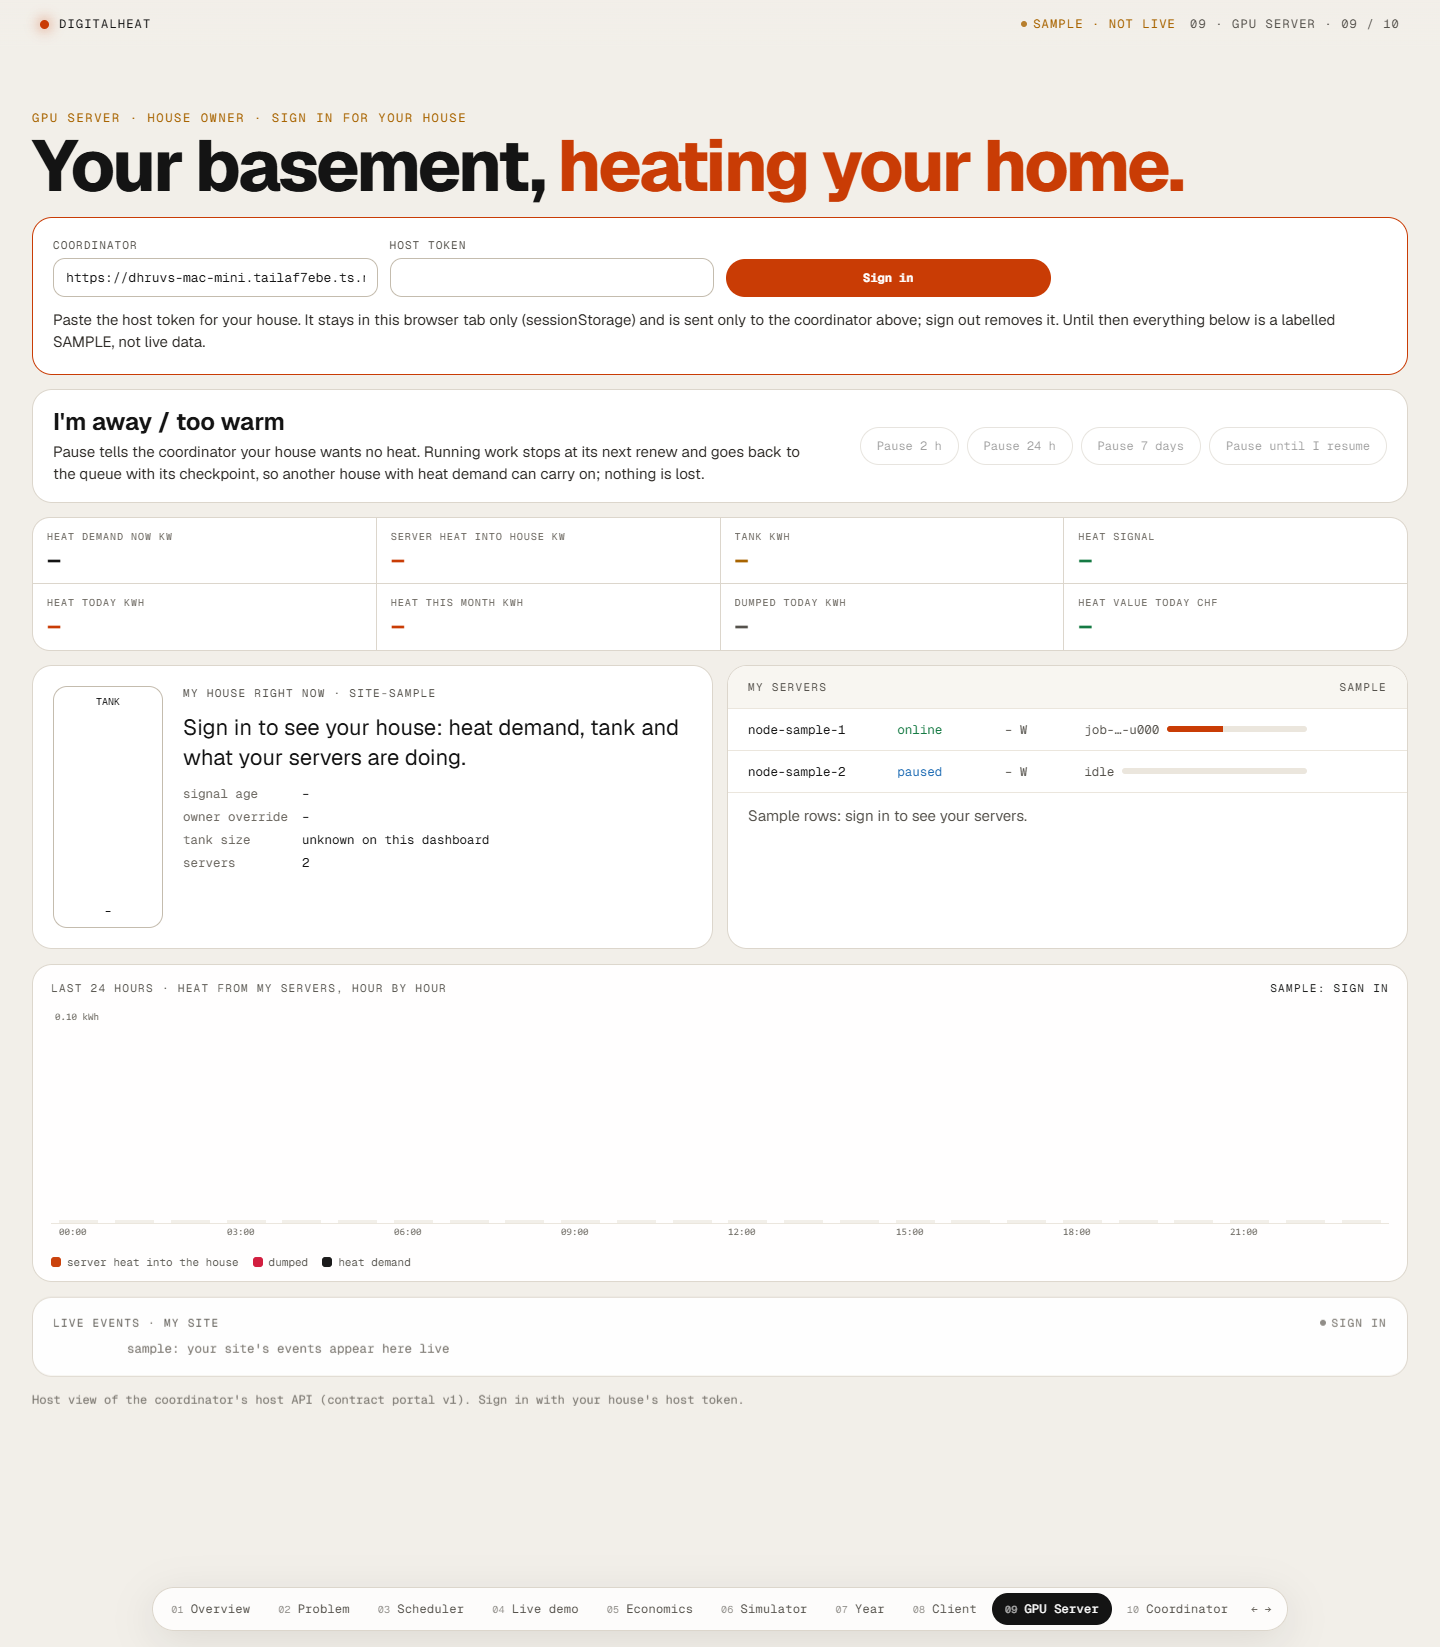 DIGITALHEAT
SAMPLE · NOT LIVE 09 · GPU SERVER · 09 / 10
GPU SERVER · HOUSE OWNER · SIGN IN FOR YOUR HOUSE
Your basement, heating your home.
COORDINATOR
HOST TOKEN
https://dhruvs-mac-mini.tailaf7ebe.ts.
Sign in
Paste the host token for your house. It stays in this browser tab only (sessionStorage) and is sent only to the coordinator above; sign out removes it. Until then everything below is a labelled
SAMPLE, not live data.
I'm away / too warm
Pause tells the coordinator your house wants no heat. Running work stops at its next renew and goes back to
the queue with its checkpoint, so another house with heat demand can carry on; nothing is lost.
Pause 2 h
Pause 24 h
Pause 7 days
Pause until I resume
HEAT DEMAND NOW KW
SERVER HEAT INTO HOUSE KW
TANK KWH
HEAT SIGNAL
–
–
–
–
HEAT TODAY KWH
HEAT THIS MONTH KWH
DUMPED TODAY KWH
HEAT VALUE TODAY CHF
–
–
–
–
TANK
–
MY HOUSE RIGHT NOW · SITE-SAMPLE
Sign in to see your house: heat demand, tank and
what your servers are doing.
signal age –
owner override –
tank size unknown on this dashboard
servers 2
MY SERVERS
SAMPLE
node-sample-1 online – W job-…-u000
node-sample-2 paused – W idle
Sample rows: sign in to see your servers.
LAST 24 HOURS · HEAT FROM MY SERVERS, HOUR BY HOUR
SAMPLE: SIGN IN
0.10 kWh
00:00 03:00 06:00 09:00 12:00 15:00 18:00 21:00
server heat into the house dumped heat demand
LIVE EVENTS · MY SITE
SIGN IN
sample: your site's events appear here live
Host view of the coordinator's host API (contract portal v1). Sign in with your house's host token.
01 Overview 02 Problem 03 Scheduler 04 Live demo 05 Economics 06 Simulator 07 Year 08 Client 09 GPU Server 10 Coordinator ← →